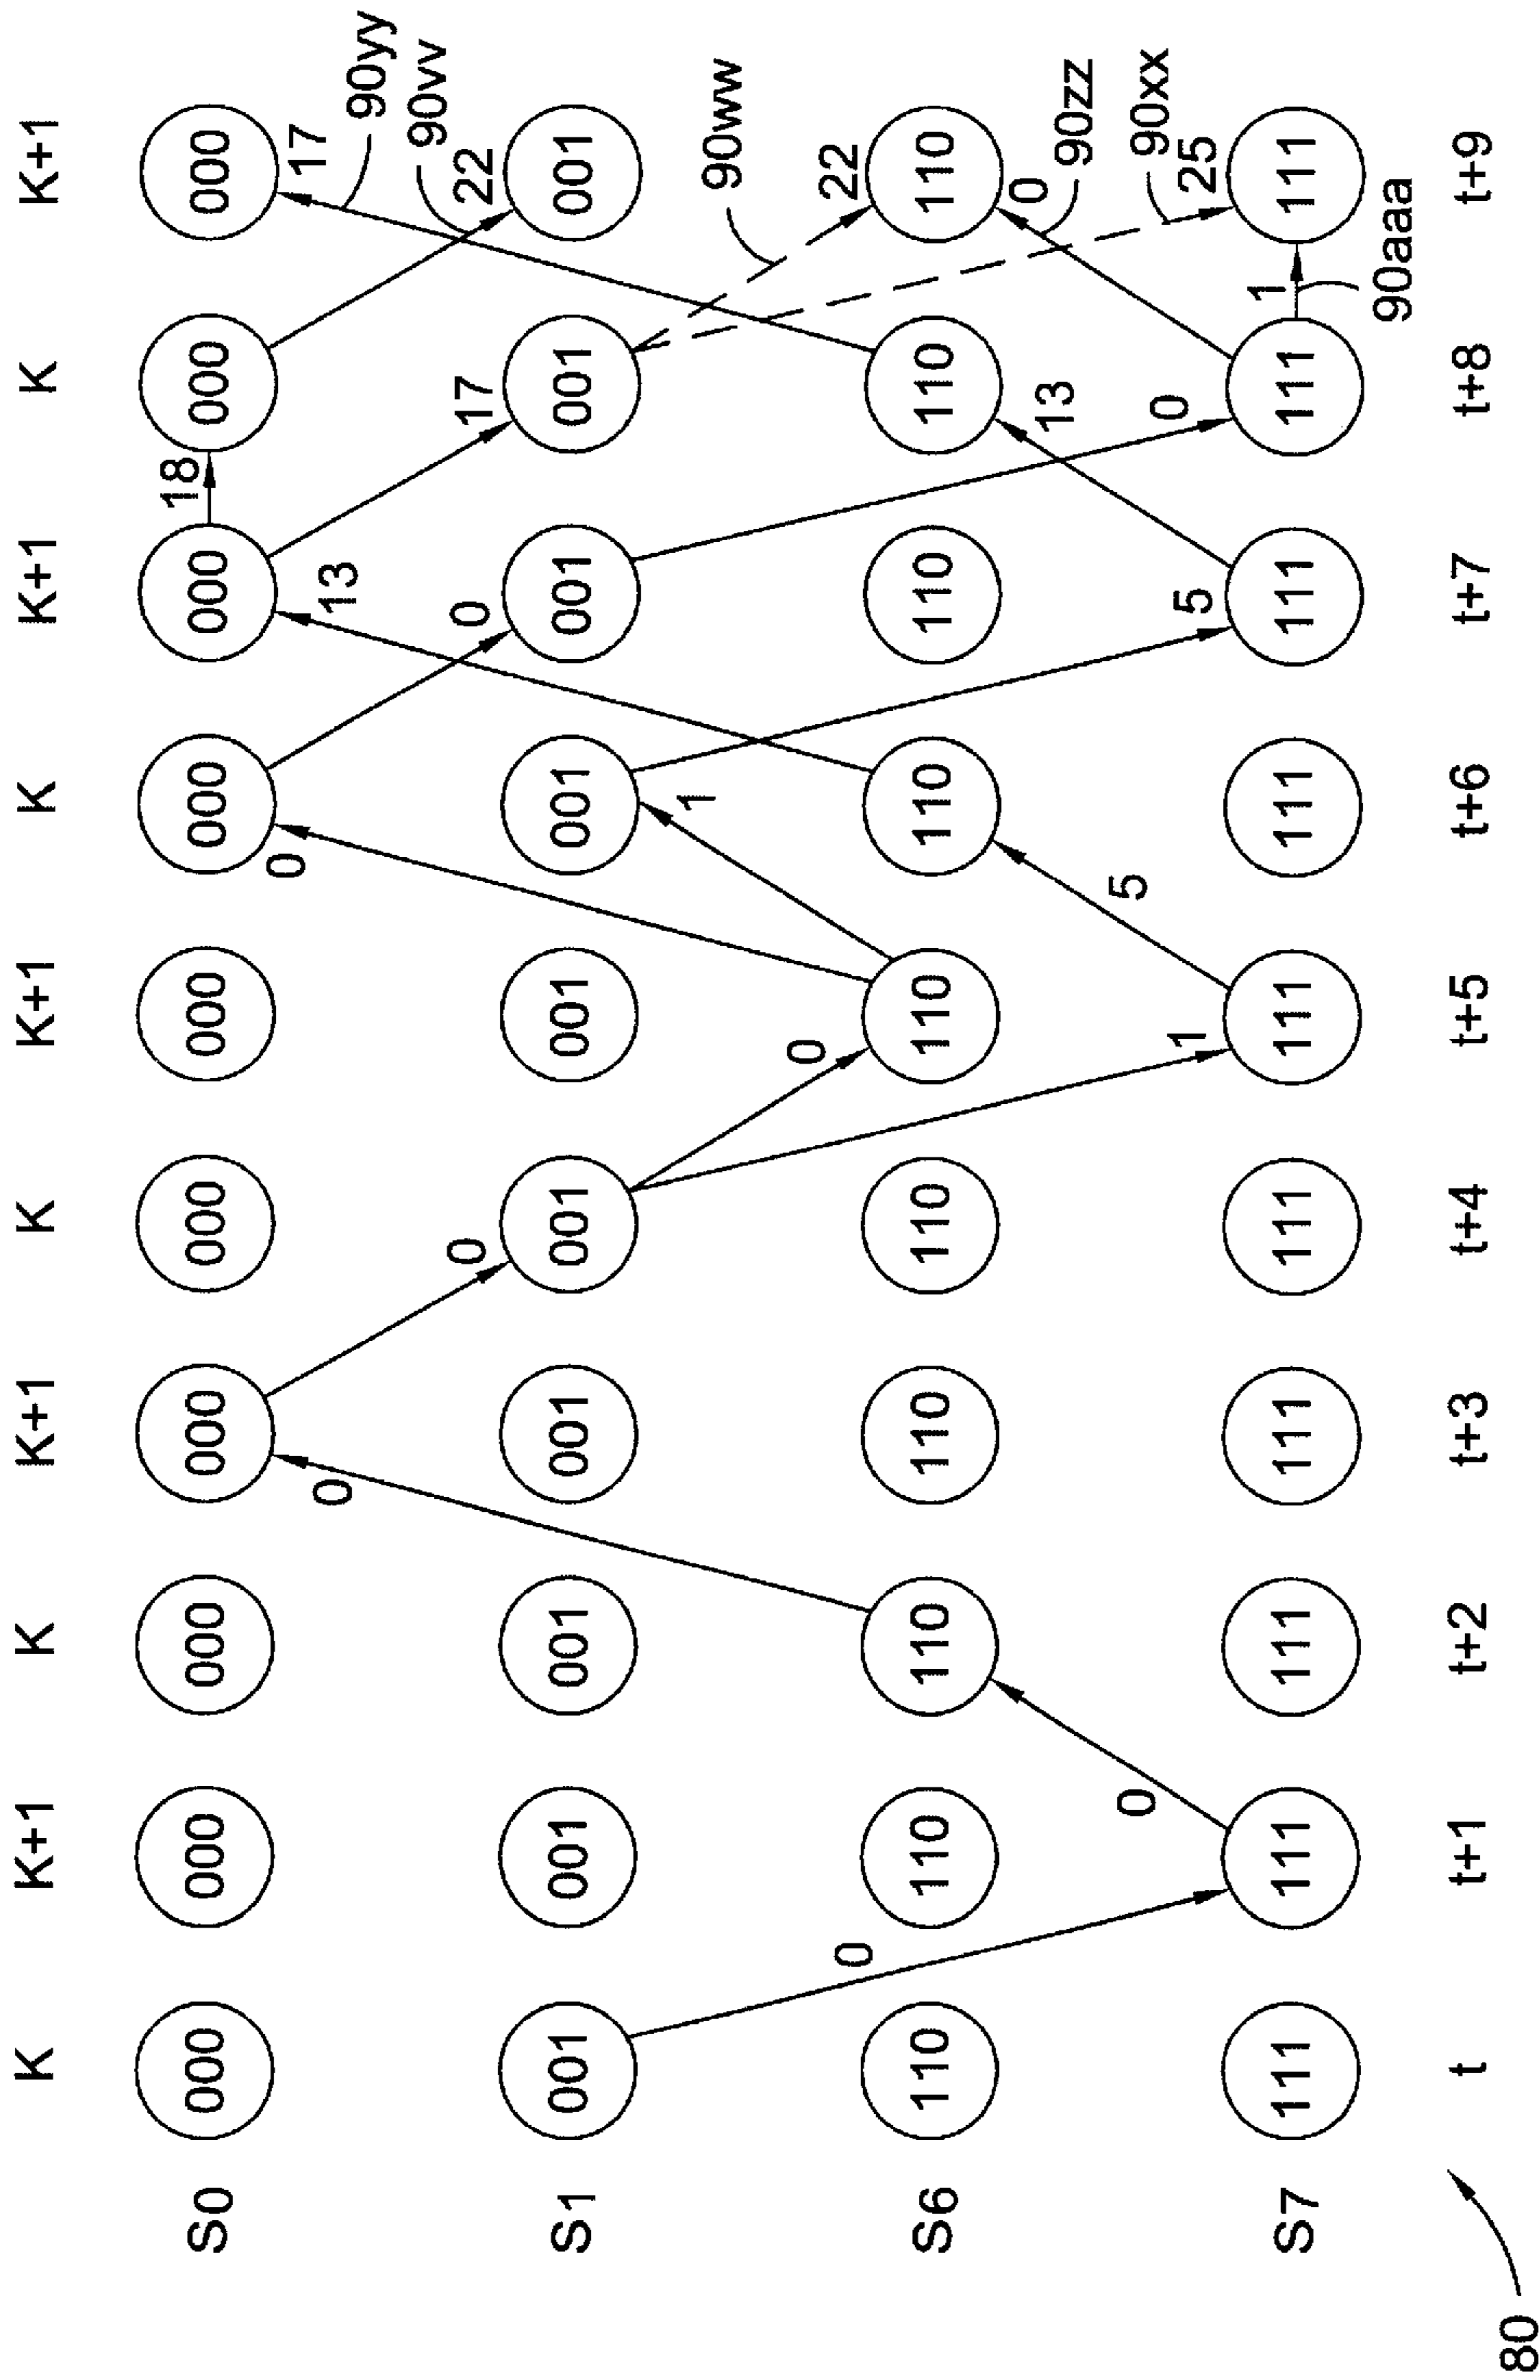 K K+1 K K+1 K K+1 K K+1 K K+1
S0 000 000 000 000 000 000 000 000 000 000
S1 001 001 001 001 001 001 001 001 001 001
S6 110 110 110 110 110 110 110 110 110 110
S7 111 111 111 111 111 111 111 111 111 111
t t+1 t+2 t+3 t+4 t+5 t+6 t+7 t+8 t+9
0
0
0
0
0
1
0
1
5
0
13
5
18
17
13
0
17
90yy
90vv
22
90ww
22
0
90zz
90xx
25
1
90aaa
80